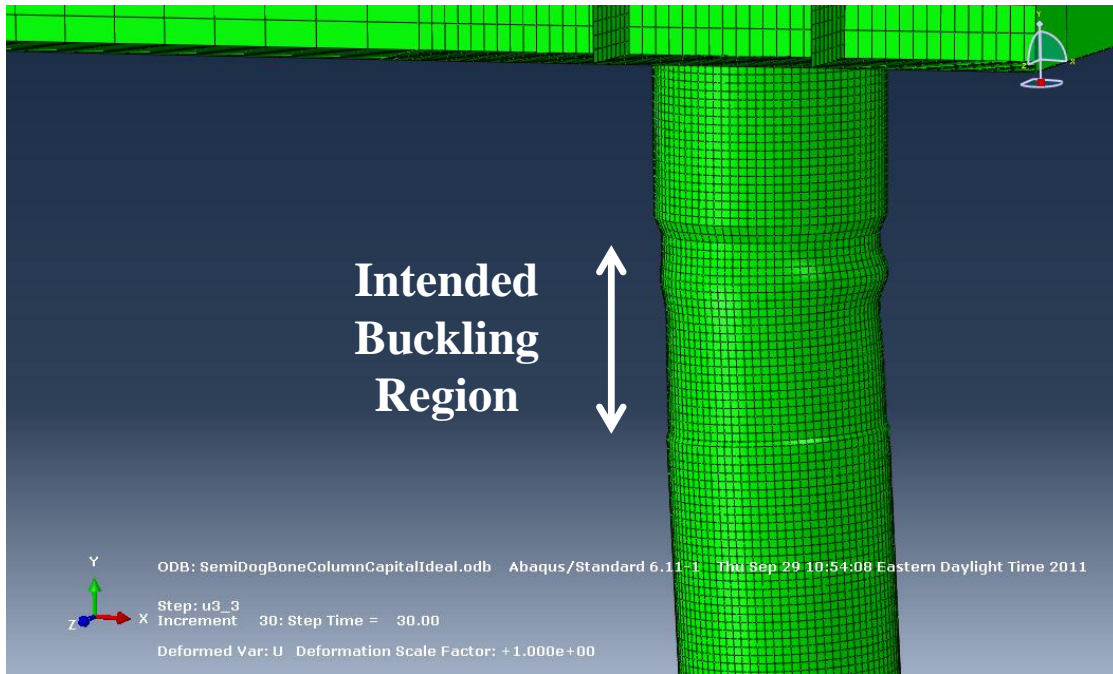 Y
Z
X
Intended
Buckling
Region
ODB: SemiDogBoneColumnCapitalIdeal.odb Abaqus/Standard 6.11-1 Thu Sep 29 10:54:08 Eastern Daylight Time 2011
Y
Z
X
Step: u3_3
Increment 30: Step Time = 30.00
Deformed Var: U Deformation Scale Factor: +1.000e+00